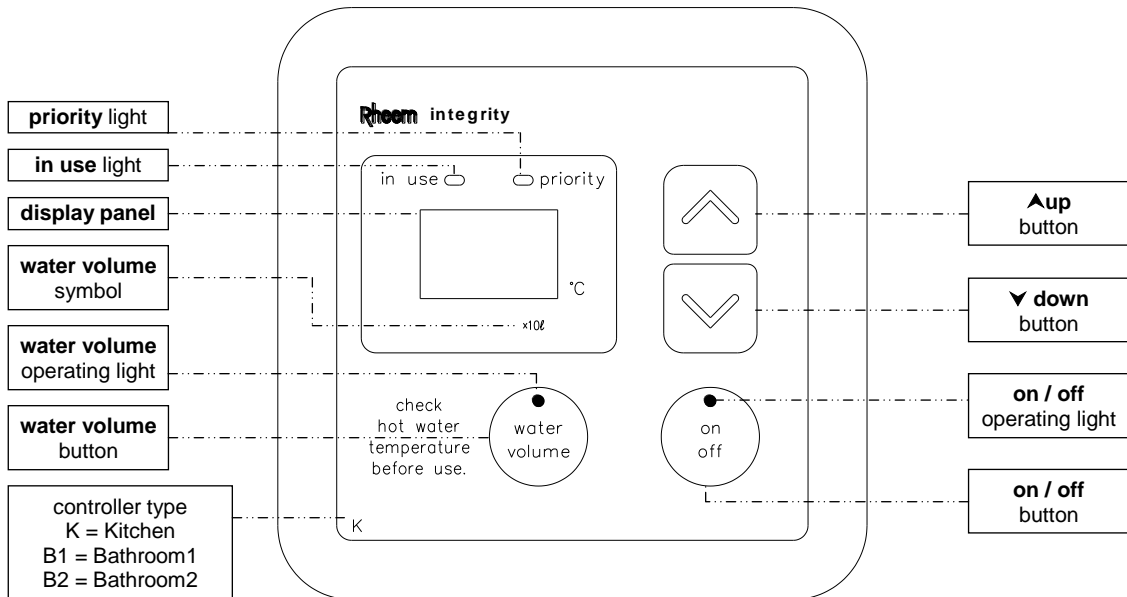 priority light
in use light
display panel
water volume
symbol
water volume
operating light
water volume
button
controller type
K = Kitchen
B1 = Bathroom1
B2 = Bathroom2
Rheem integrity
in use
priority
°C
x10ℓ
check
hot water
temperature
before use.
water
volume
on
off
K
⮝up
button
⮟ down
button
on / off
operating light
on / off
button